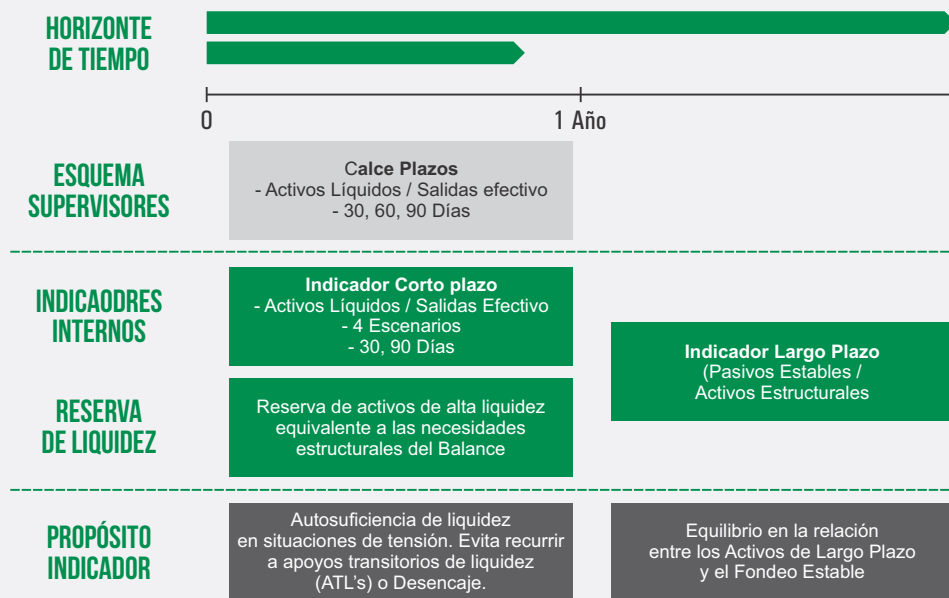 HORIZONTE
DE TIEMPO
0
1 Año
ESQUEMA
SUPERVISORES
Calce Plazos
- Activos Líquidos / Salidas efectivo
- 30, 60, 90 Días
INDICAODRES
INTERNOS
Indicador Corto plazo
- Activos Líquidos / Salidas Efectivo
- 4 Escenarios
- 30, 90 Días
Indicador Largo Plazo
(Pasivos Estables /
Activos Estructurales
RESERVA
DE LIQUIDEZ
Reserva de activos de alta liquidez
equivalente a las necesidades
estructurales del Balance
PROPÓSITO
INDICADOR
Autosuficiencia de liquidez
en situaciones de tensión. Evita recurrir
a apoyos transitorios de liquidez
(ATL's) o Desencaje.
Equilibrio en la relación
entre los Activos de Largo Plazo
y el Fondeo Estable